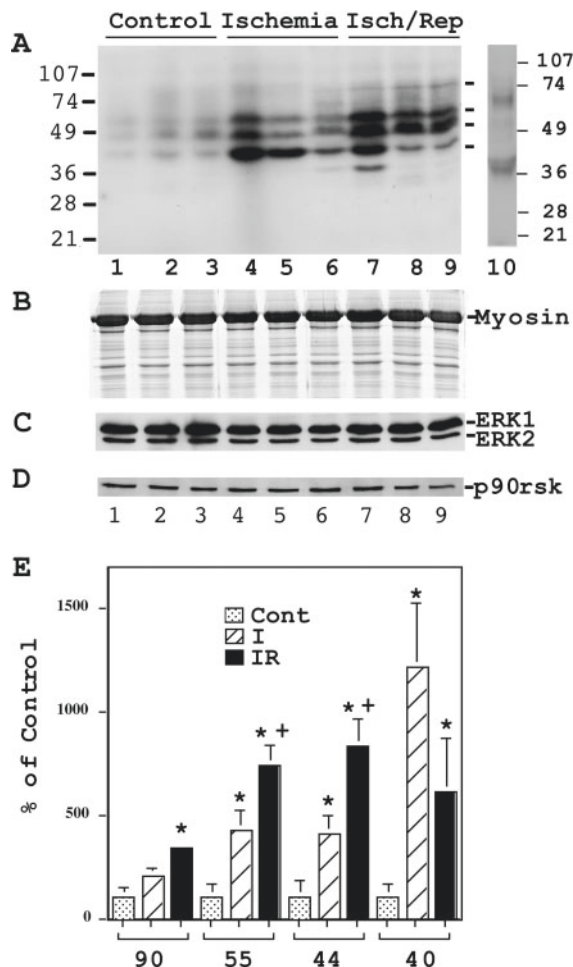 Control Ischemia Isch/Rep
A
107
74
49
36
28
21
107
74
49
36
28
21
1 2 3 4 5 6 7 8 9 10
B
Myosin
C
ERK1
ERK2
D
p90rsk
1 2 3 4 5 6 7 8 9
E
% of Control
1500
1000
500
0
Cont
I
IR
*
* * +
* * +
* *
90 55 44 40